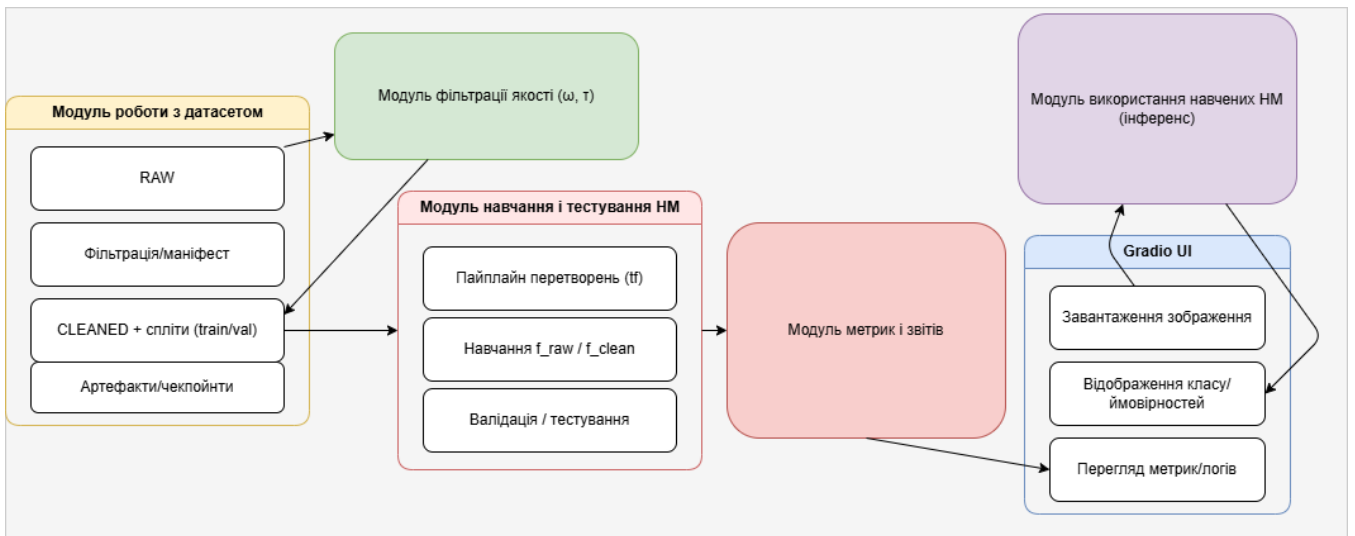 Модуль роботи з датасетом
RAW
Фільтрація/маніфест
CLEANED + спліти (train/val)
Артефакти/чекпойнти
Модуль фільтрації якості (ω, τ)
Модуль навчання і тестування НМ
Пайплайн перетворень (tf)
Навчання f_raw / f_clean
Валідація / тестування
Модуль метрик і звітів
Модуль використання навчених НМ
(інференс)
Gradio UI
Завантаження зображення
Відображення класу/
ймовірностей
Перегляд метрик/логів